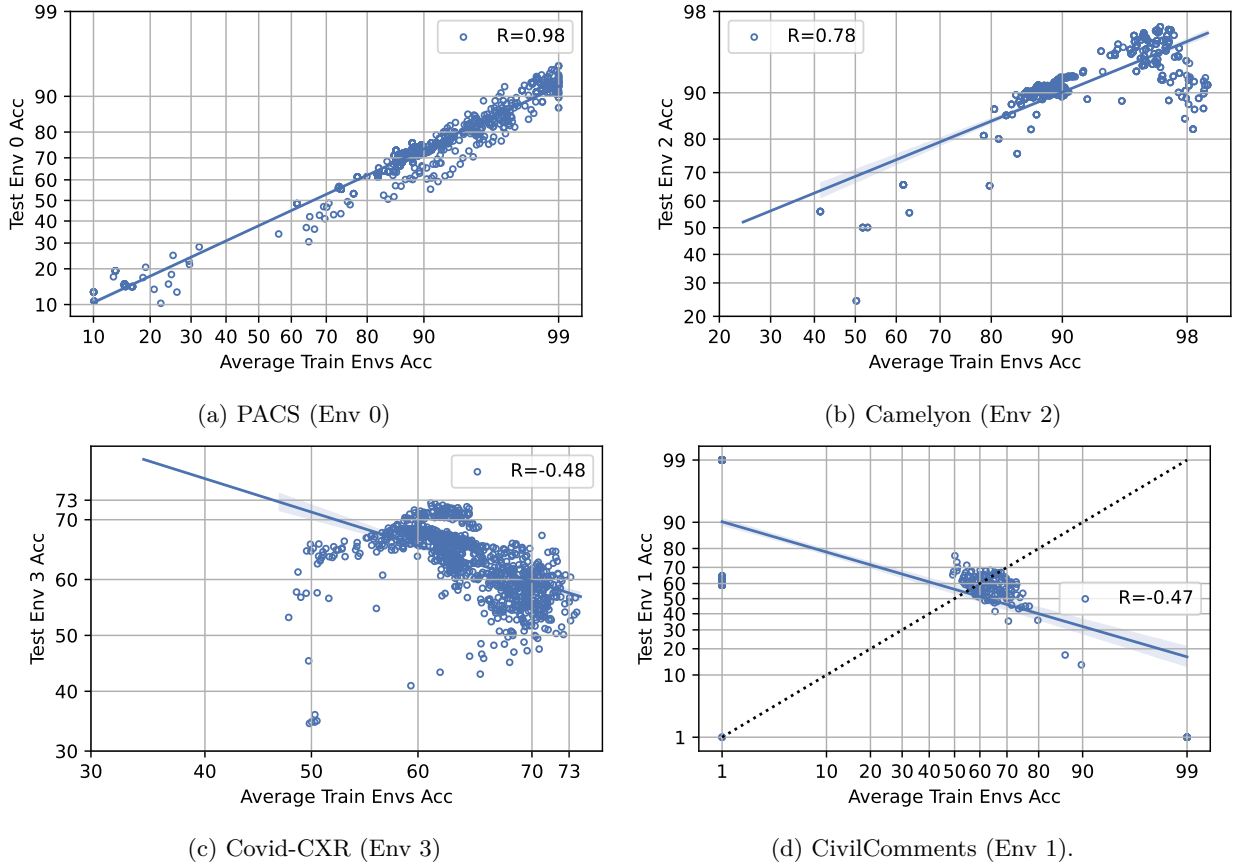 99
90
80
70
60
50
40
30
20
10
Test Env 0 Acc
R=0.98
10 20 30 40 50 60 70 80 90 99
Average Train Envs Acc
(a) PACS (Env 0)
98
90
80
70
60
50
40
30
20
Test Env 2 Acc
R=0.78
20 30 40 50 60 70 80 90 98
Average Train Envs Acc
(b) Camelyon (Env 2)
73
70
60
50
40
30
Test Env 3 Acc
R=-0.48
30 40 50 60 70 73
Average Train Envs Acc
(c) Covid-CXR (Env 3)
99
90
80
70
60
50
40
30
20
10
1
Test Env 1 Acc
R=-0.47
1 10 20 30 40 50 60 70 80 90 99
Average Train Envs Acc
(d) CivilComments (Env 1).